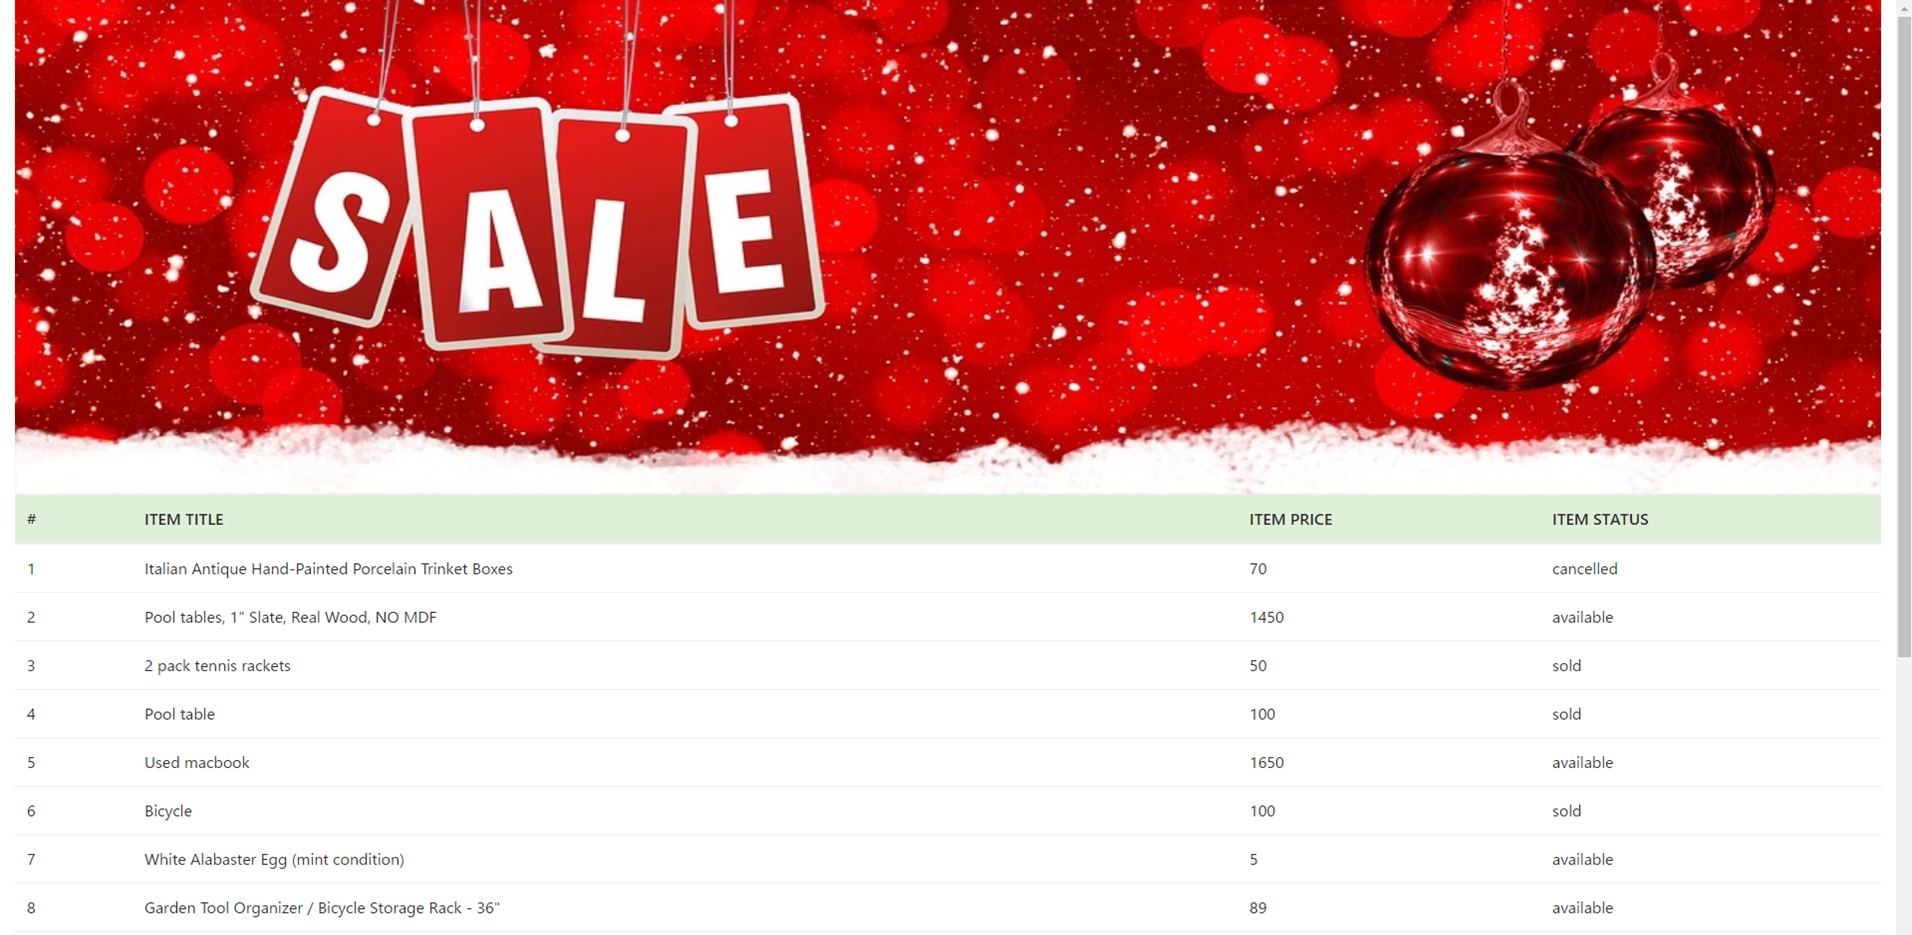 SALE
# ITEM TITLE ITEM PRICE ITEM STATUS
1 Italian Antique Hand-Painted Porcelain Trinket Boxes 70 cancelled
2 Pool tables, 1" Slate, Real Wood, NO MDF 1450 available
3 2 pack tennis rackets 50 sold
4 Pool table 100 sold
5 Used macbook 1650 available
6 Bicycle 100 sold
7 White Alabaster Egg (mint condition) 5 available
8 Garden Tool Organizer / Bicycle Storage Rack - 36" 89 available